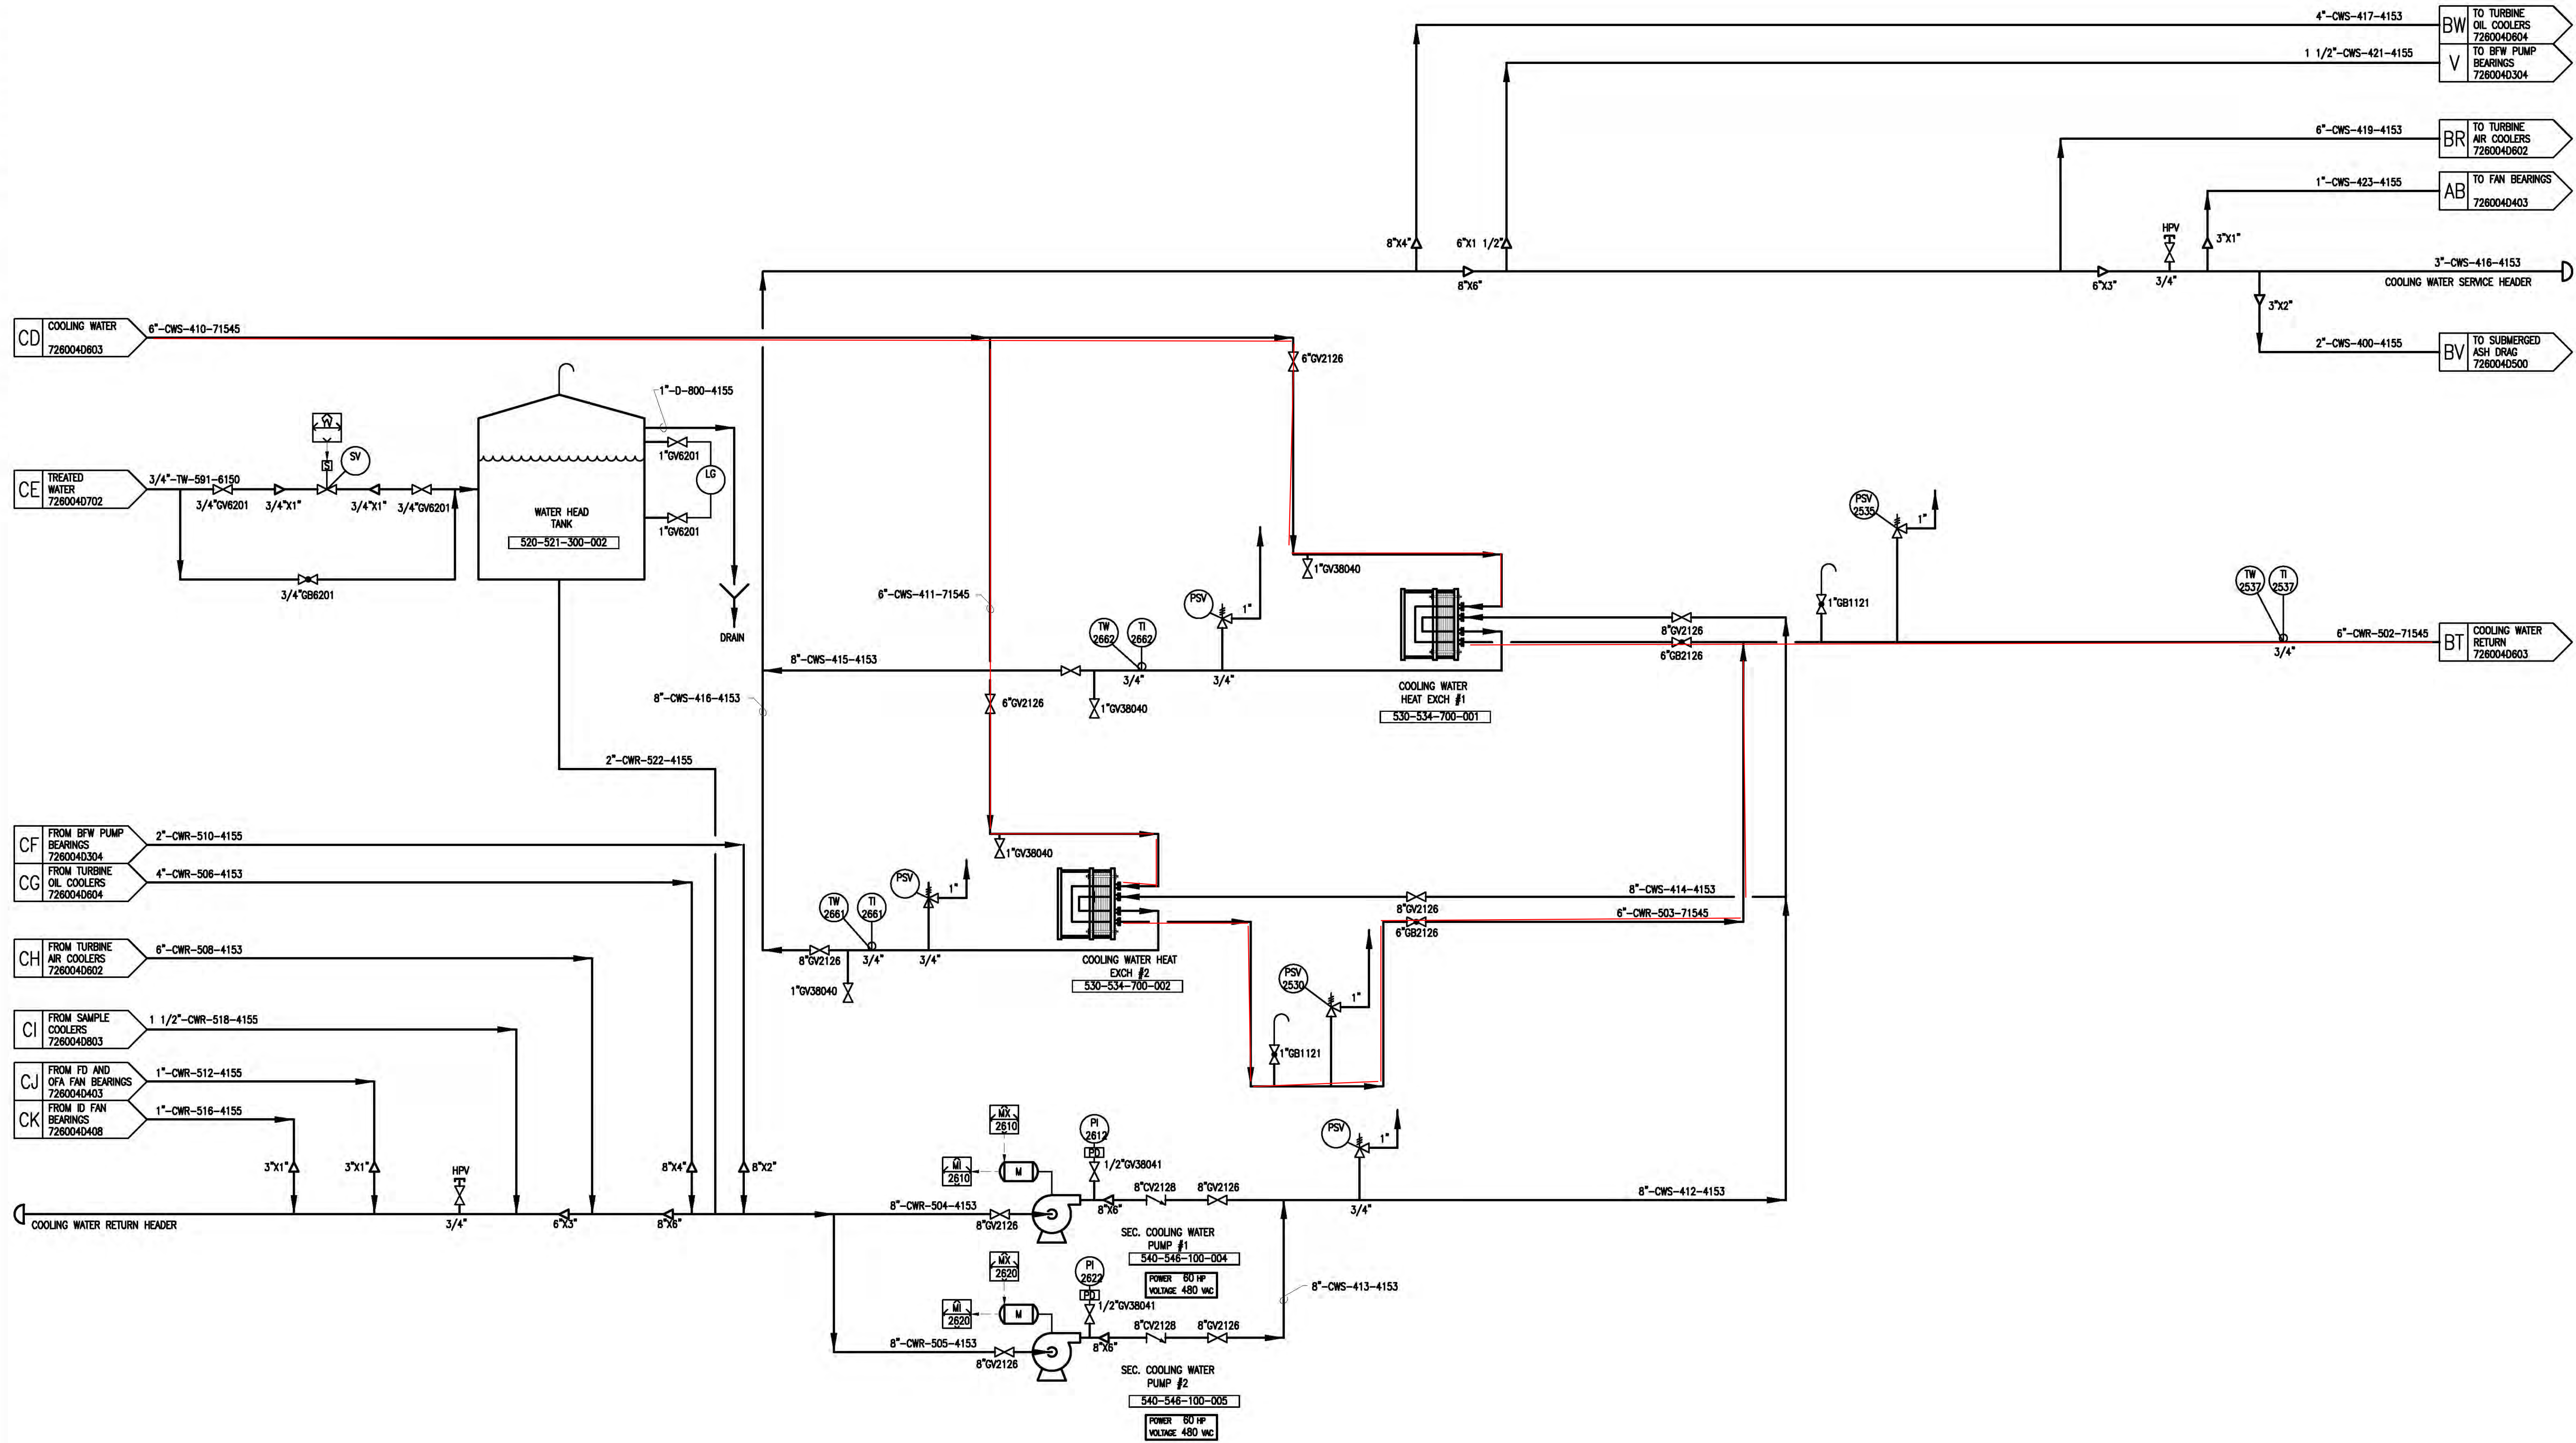 4"-CWS-417-4153
BW
TO TURBINE
OIL COOLERS
726004D604
1 1/2"-CWS-421-4155
V
TO BFW PUMP
BEARINGS
726004D304
6"-CWS-419-4153
BR
TO TURBINE
AIR COOLERS
726004D602
1"-CWS-423-4155
AB
TO FAN BEARINGS
726004D403
8"X4"
6"X1 1/2"
HPV
3"X1"
8"X6"
6"X3"
3/4"
3"-CWS-416-4153
COOLING WATER SERVICE HEADER
3"X2"
2"-CWS-400-4155
BV
TO SUBMERGED
ASH DRAG
726004D500
CD
COOLING WATER
726004D603
6"-CWS-410-71545
6"GV2126
1"-D-800-4155
SV
S
1"GV6201
LG
1"GV6201
CE
TREATED
WATER
726004D702
3/4"-TW-591-6150
3/4"GV6201
3/4"X1"
3/4"X1"
3/4"GV6201
WATER HEAD
TANK
520-521-300-002
3/4"GB6201
DRAIN
6"-CWS-411-71545
1"GV38040
PSV
1"
TW
2662
TI
2662
8"-CWS-415-4153
3/4"
3/4"
1"GV38040
6"GV2126
8"-CWS-416-4153
COOLING WATER
HEAT EXCH #1
530-534-700-001
8"GV2126
6"GB2126
PSV
2535
1"
1"GB1121
TW
2537
TI
2537
3/4"
6"-CWR-502-71545
BT
COOLING WATER
RETURN
726004D603
2"-CWR-522-4155
CF
FROM BFW PUMP
BEARINGS
726004D304
2"-CWR-510-4155
CG
FROM TURBINE
OIL COOLERS
726004D604
4"-CWR-506-4153
CH
FROM TURBINE
AIR COOLERS
726004D602
6"-CWR-508-4153
CI
FROM SAMPLE
COOLERS
726004D803
1 1/2"-CWR-518-4155
CJ
FROM FD AND
OFA FAN BEARINGS
726004D403
1"-CWR-512-4155
CK
FROM ID FAN
BEARINGS
726004D408
1"-CWR-516-4155
1"GV38040
PSV
1"
TW
2661
TI
2661
8"GV2126
3/4"
3/4"
1"GV38040
COOLING WATER HEAT
EXCH #2
530-534-700-002
8"GV2126
8"-CWS-414-4153
6"GB2126
6"-CWR-503-71545
PSV
2530
1"
1"GB1121
3"X1"
3"X1"
HPV
8"X4"
8"X2"
COOLING WATER RETURN HEADER
3/4"
6"X3"
8"X6"
MX
2610
MI
2610
M
PI
2612
PD
1/2"GV38041
8"-CWR-504-4153
8"GV2126
8"X6"
8"CV2128
8"GV2126
PSV
1"
3/4"
8"-CWS-412-4153
SEC. COOLING WATER
PUMP #1
540-546-100-004
POWER 60 HP
VOLTAGE 480 VAC
MX
2620
MI
2620
M
PI
2622
PD
1/2"GV38041
8"-CWR-505-4153
8"GV2126
8"X6"
8"CV2128
8"GV2126
8"-CWS-413-4153
SEC. COOLING WATER
PUMP #2
540-546-100-005
POWER 60 HP
VOLTAGE 480 VAC